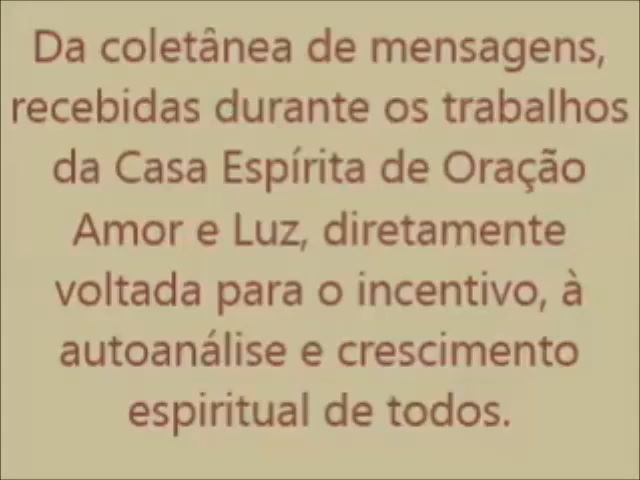 Da coletânea de mensagens,
recebidas durante os trabalhos
da Casa Espírita de Oração
Amor e Luz, diretamente
voltada para o incentivo, à
autoanálise e crescimento
espiritual de todos.